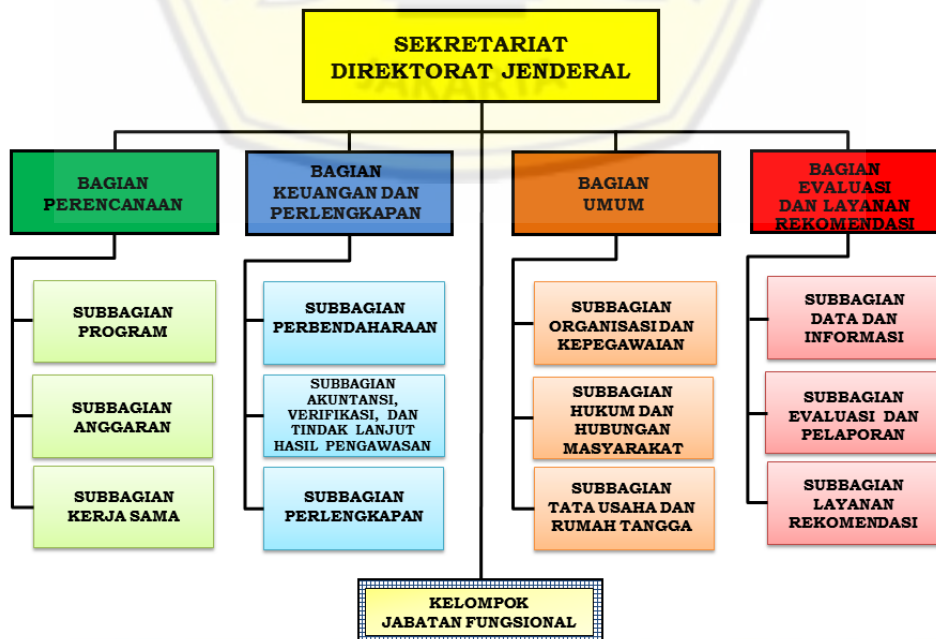 SEKRETARIAT
DIREKTORAT JENDERAL
JAKARTA
BAGIAN
PERENCANAAN
BAGIAN
KEUANGAN DAN
PERLENGKAPAN
BAGIAN
UMUM
BAGIAN
EVALUASI
DAN LAYANAN
REKOMENDASI
SUBBAGIAN
PROGRAM
SUBBAGIAN
ANGGARAN
SUBBAGIAN
KERJA SAMA
SUBBAGIAN
PERBENDAHARAAN
SUBBAGIAN
AKUNTANSI,
VERIFIKASI, DAN
TINDAK LANJUT
HASIL PENGAWASAN
SUBBAGIAN
PERLENGKAPAN
SUBBAGIAN
ORGANISASI DAN
KEPEGAWAIAN
SUBBAGIAN
HUKUM DAN
HUBUNGAN
MASYARAKAT
SUBBAGIAN
TATA USAHA DAN
RUMAH TANGGA
SUBBAGIAN
DATA DAN
INFORMASI
SUBBAGIAN
EVALUASI DAN
PELAPORAN
SUBBAGIAN
LAYANAN
REKOMENDASI
KELOMPOK
JABATAN FUNGSIONAL